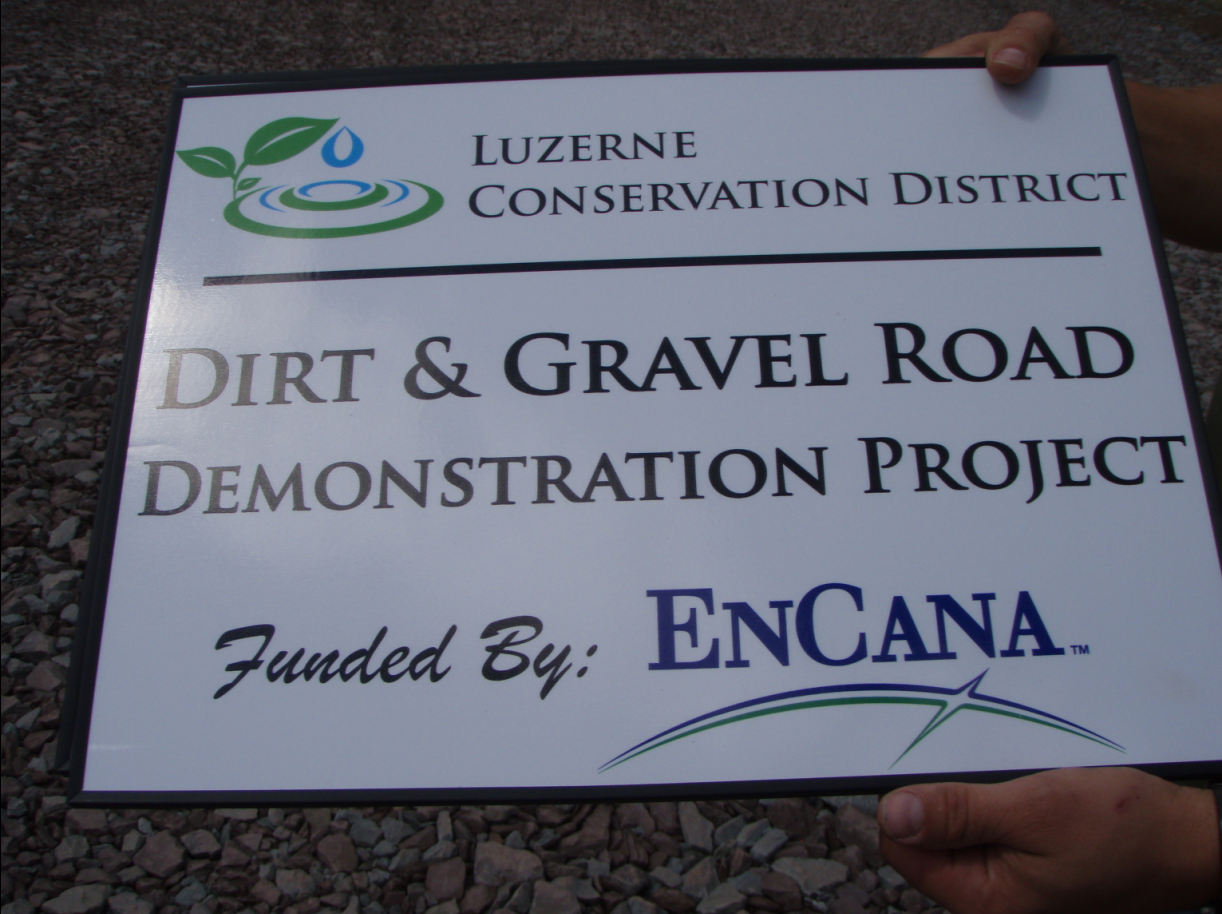 LUZERNE
CONSERVATION DISTRICT
DIRT & GRAVEL ROAD
DEMONSTRATION PROJECT
Funded By: ENCANA™